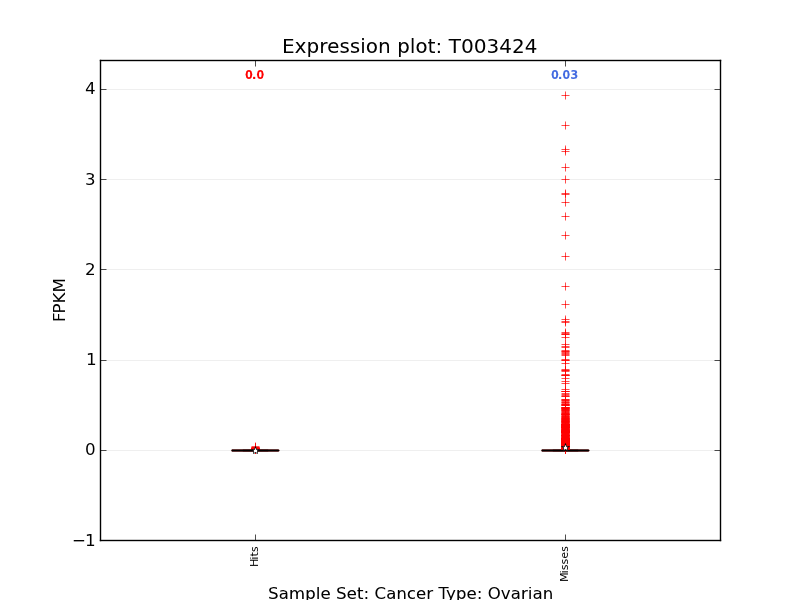 Expression plot: T003424
0.0
0.03
4
3
2
1
0
−1
FPKM
Hits
Misses
Sample Set: Cancer Type: Ovarian